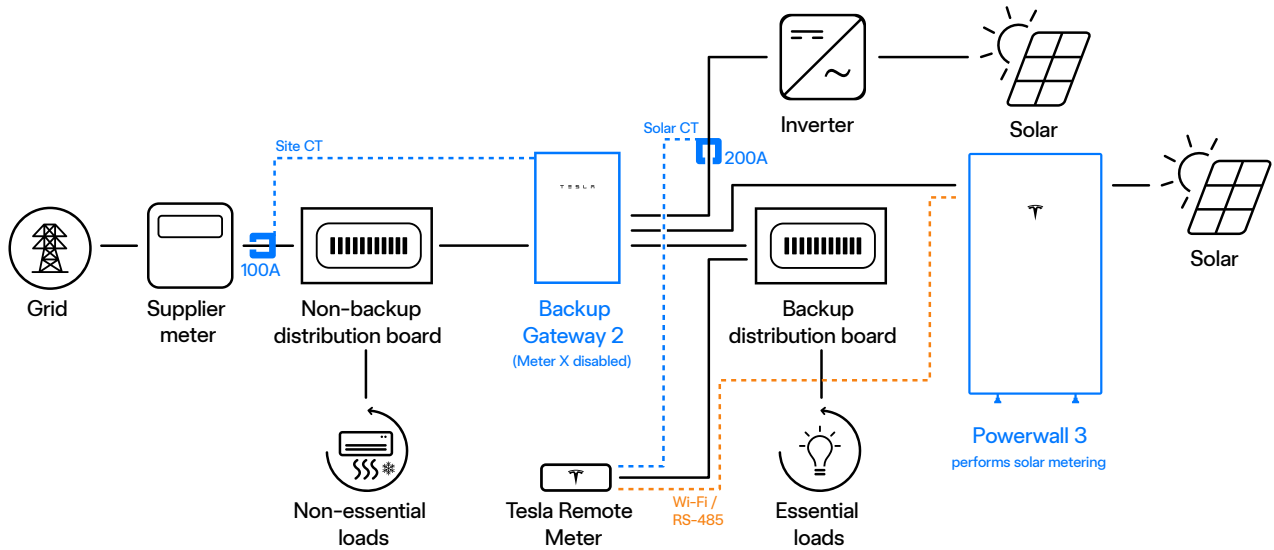 Inverter
Solar
Solar CT
200A
Site CT
TESLA
100A
Solar
Grid
Supplier
meter
Non-backup
distribution board
Backup
Gateway 2
(Meter X disabled)
Backup
distribution board
Powerwall 3
performs solar metering
Non-essential
loads
Tesla Remote
Meter
Wi-Fi /
RS-485
Essential
loads